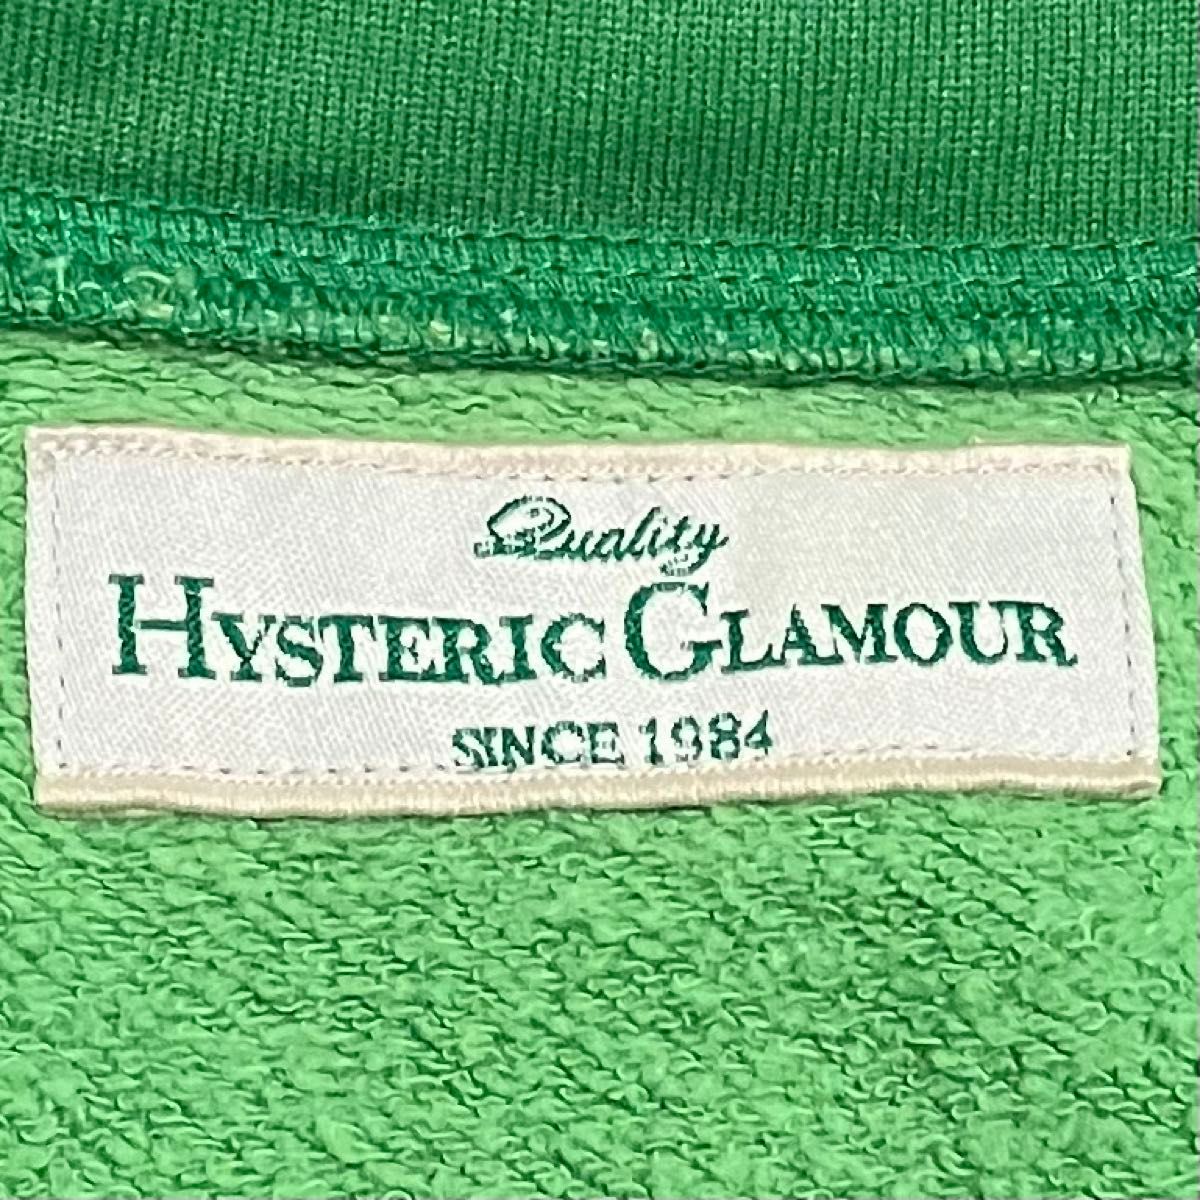 Quality
HYSTERIC GLAMOUR
SINCE 1984